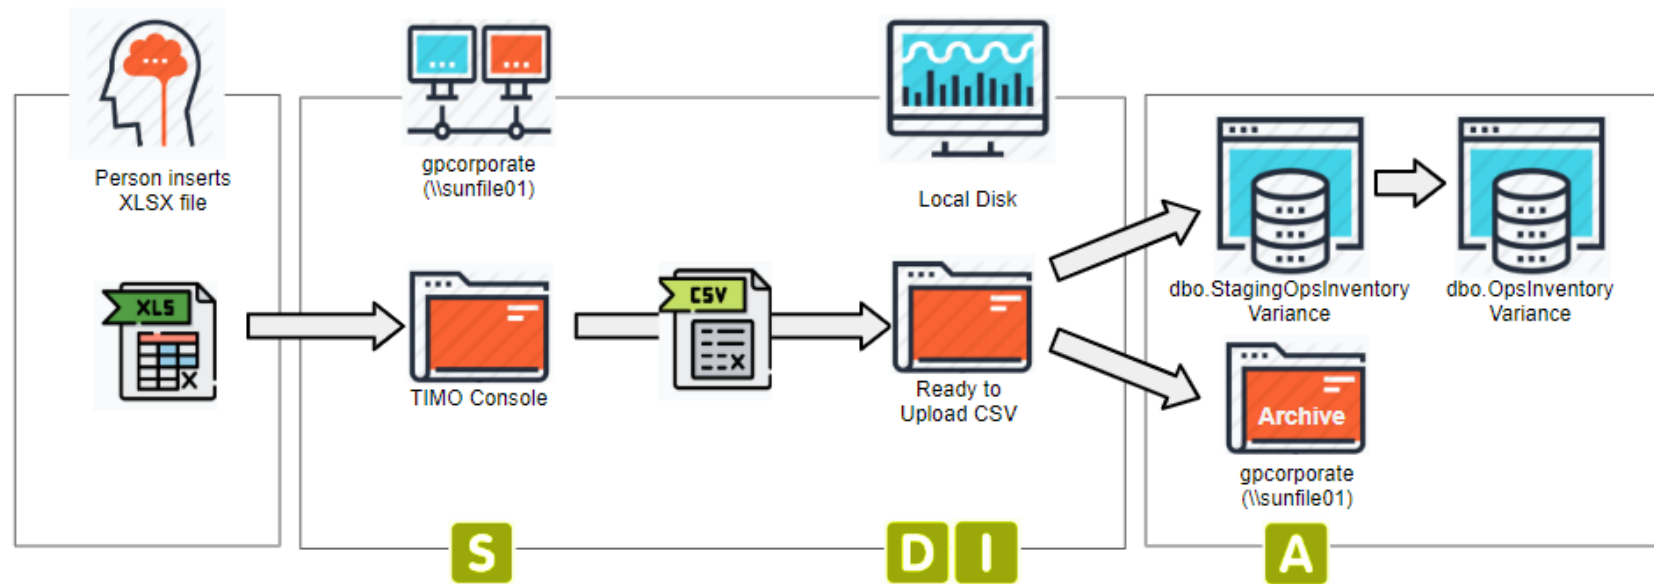 Person inserts
XLSX file
XLS
gpcorporate
(\\sunfile01)
TIMO Console
CSV
Local Disk
Ready to
Upload CSV
dbo.StagingOpsInventory
Variance
dbo.OpsInventory
Variance
Archive
gpcorporate
(\\sunfile01)
S
D
I
A